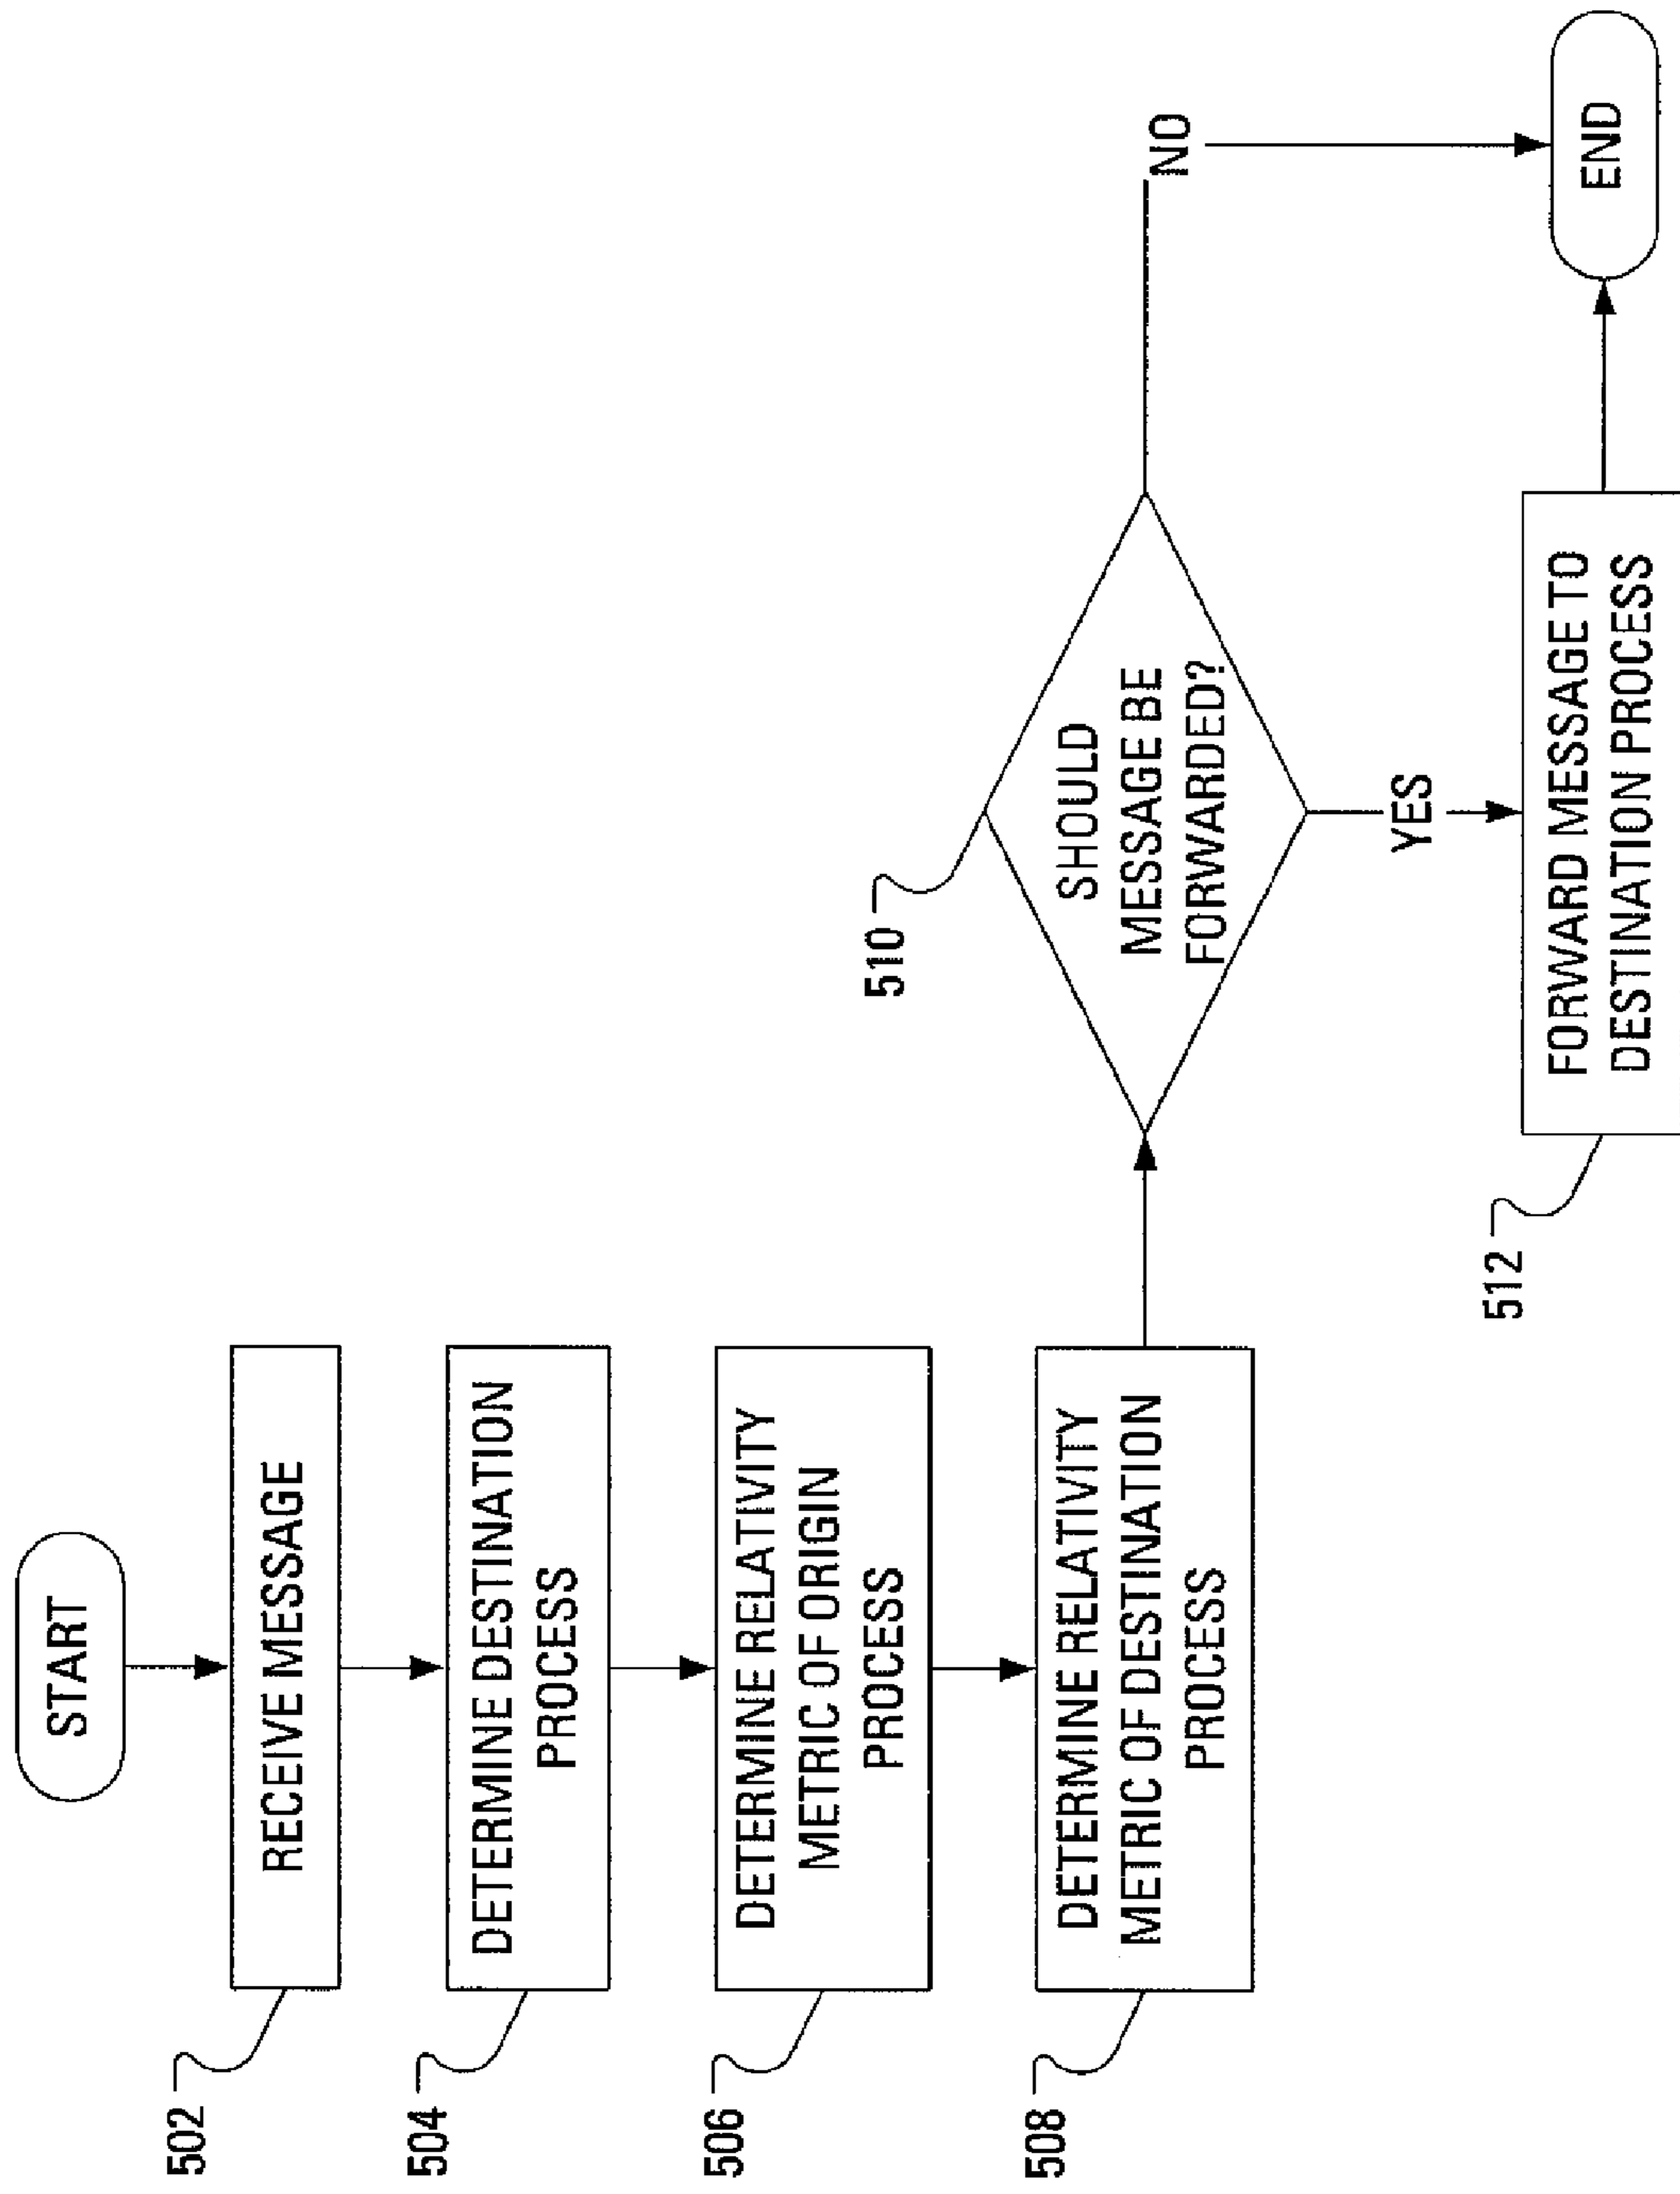 START
502
RECEIVE MESSAGE
504
DETERMINE DESTINATION
PROCESS
506
DETERMINE RELATIVITY
METRIC OF ORIGIN
PROCESS
508
DETERMINE RELATIVITY
METRIC OF DESTINATION
PROCESS
510
SHOULD
MESSAGE BE
FORWARDED?
NO
YES
512
FORWARD MESSAGE TO
DESTINATION PROCESS
END